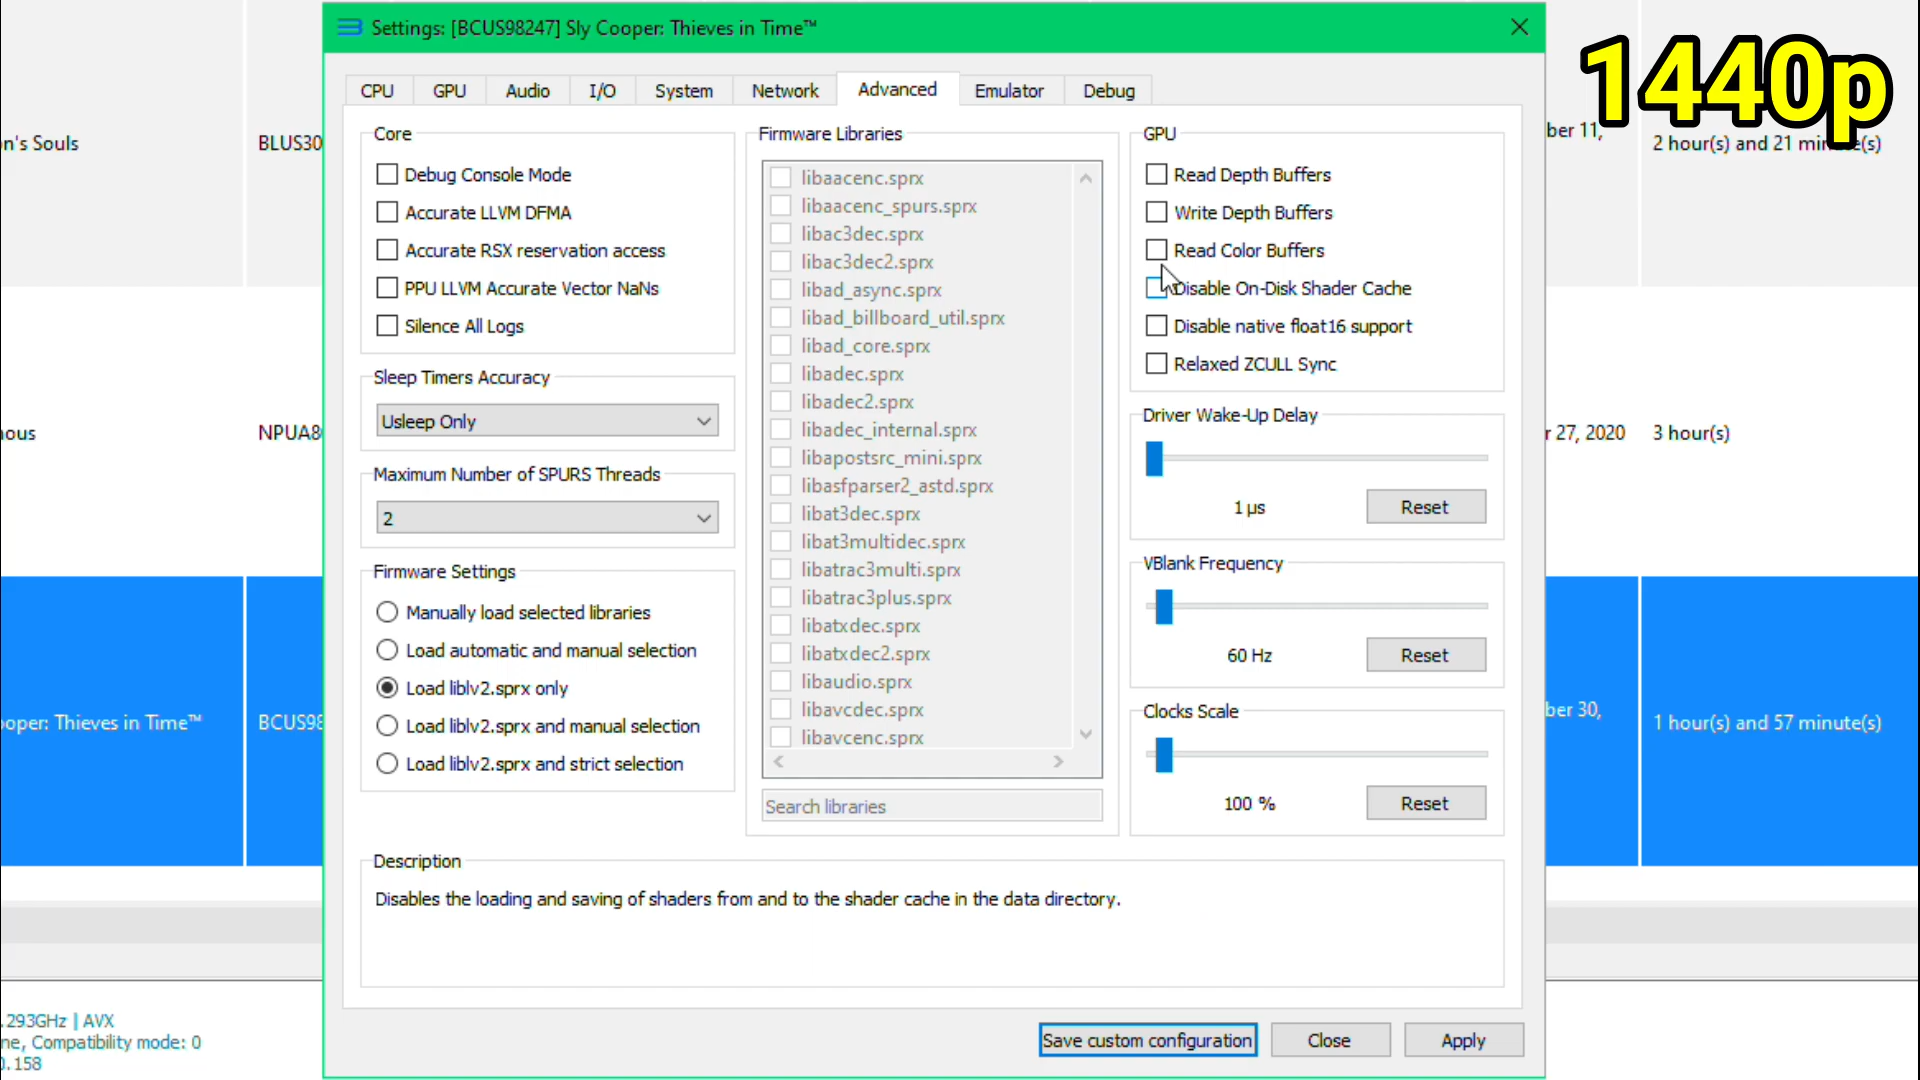 Settings: [BCUS98247] Sly Cooper: Thieves in Time™
1440p
CPU GPU Audio I/O System Network Advanced Emulator Debug
Core
Debug Console Mode
Accurate LLVM DFMA
Accurate RSX reservation access
PPU LLVM Accurate Vector NaNs
Silence All Logs
Sleep Timers Accuracy
Usleep Only
Maximum Number of SPURS Threads
2
Firmware Settings
Manually load selected libraries
Load automatic and manual selection
Load liblv2.sprx only
Load liblv2.sprx and manual selection
Load liblv2.sprx and strict selection
Firmware Libraries
libaacenc.sprx
libaacenc_spurs.sprx
libac3dec.sprx
libac3dec2.sprx
libad_async.sprx
libad_billboard_util.sprx
libad_core.sprx
libadec.sprx
libadec2.sprx
libadec_internal.sprx
libapostsrc_mini.sprx
libasfparser2_astd.sprx
libat3dec.sprx
libat3multidec.sprx
libatrac3multi.sprx
libatrac3plus.sprx
libatxdec.sprx
libatxdec2.sprx
libaudio.sprx
libavcdec.sprx
libavcenc.sprx
Search libraries
GPU
Read Depth Buffers
Write Depth Buffers
Read Color Buffers
Disable On-Disk Shader Cache
Disable native float16 support
Relaxed ZCULL Sync
Driver Wake-Up Delay
1 µs Reset
VBlank Frequency
60 Hz Reset
Clocks Scale
100 % Reset
Description
Disables the loading and saving of shaders from and to the shader cache in the data directory.
Save custom configuration Close Apply
n's Souls BLUS30
ber 11,
2 hour(s) and 21 minute(s)
ous NPUA8
r 27, 2020 3 hour(s)
ooper: Thieves in Time™ BCUS98
ber 30,
1 hour(s) and 57 minute(s)
.293GHz | AVX
ne, Compatibility mode: 0
0.158